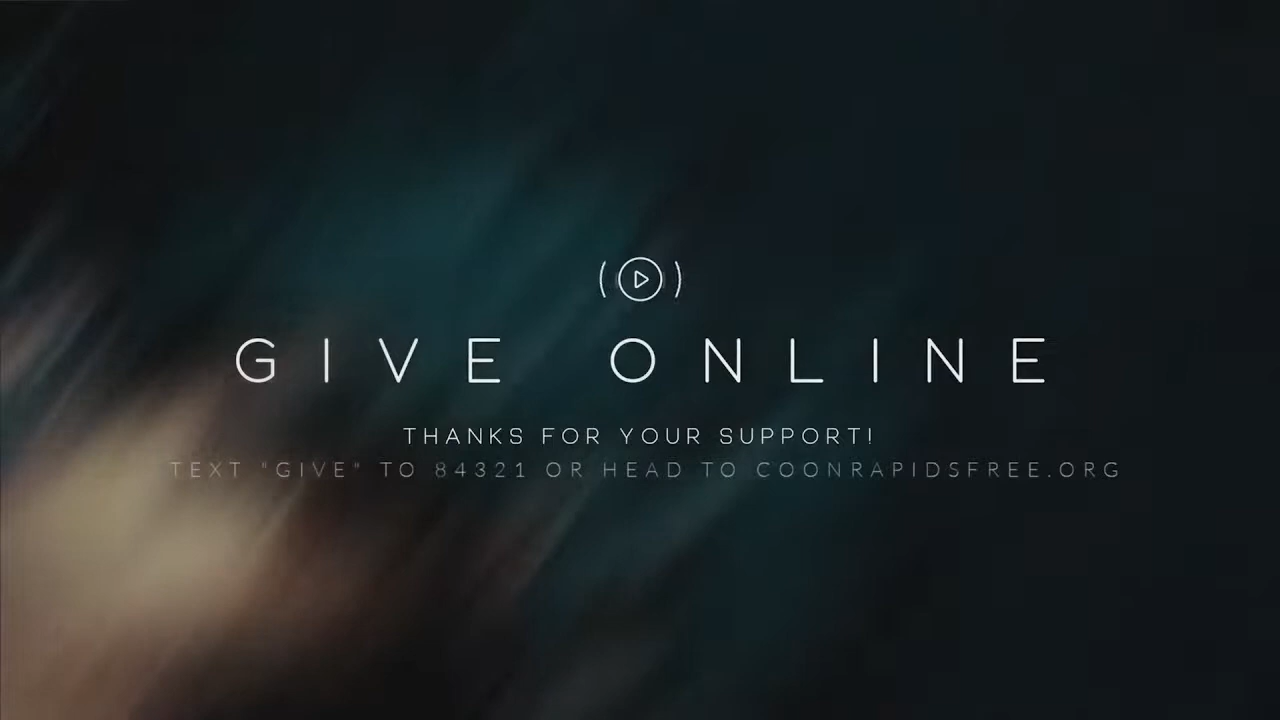 GIVE ONLINE
THANKS FOR YOUR SUPPORT!
TEXT "GIVE" TO 84321 OR HEAD TO COONRAPIDSFREE.ORG